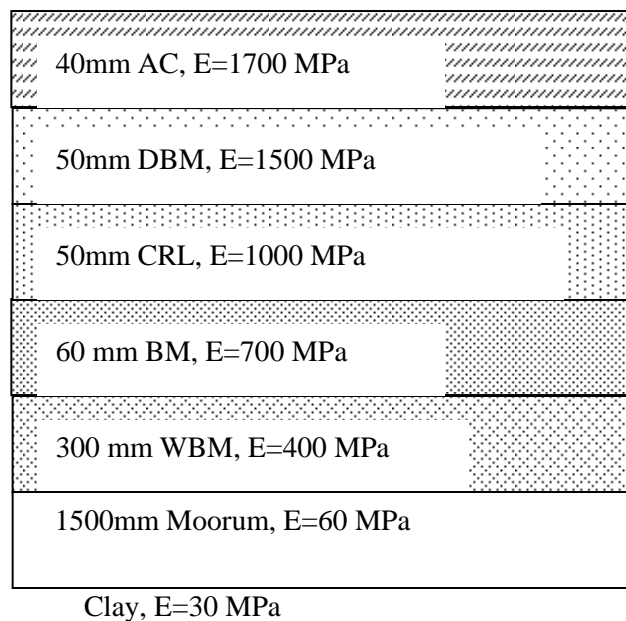 40mm AC, E=1700 MPa
50mm DBM, E=1500 MPa
50mm CRL, E=1000 MPa
60 mm BM, E=700 MPa
300 mm WBM, E=400 MPa
1500mm Moorum, E=60 MPa
Clay, E=30 MPa